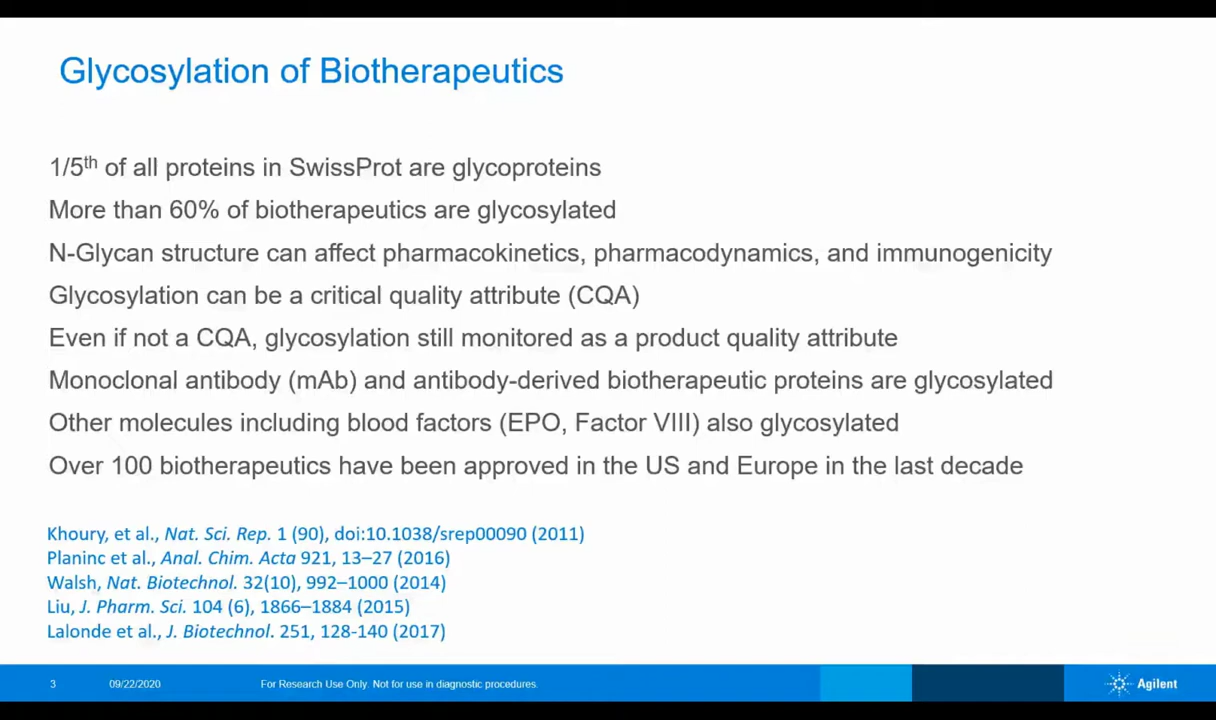 Glycosylation of Biotherapeutics
1/5th of all proteins in SwissProt are glycoproteins
More than 60% of biotherapeutics are glycosylated
N-Glycan structure can affect pharmacokinetics, pharmacodynamics, and immunogenicity
Glycosylation can be a critical quality attribute (CQA)
Even if not a CQA, glycosylation still monitored as a product quality attribute
Monoclonal antibody (mAb) and antibody-derived biotherapeutic proteins are glycosylated
Other molecules including blood factors (EPO, Factor VIII) also glycosylated
Over 100 biotherapeutics have been approved in the US and Europe in the last decade
Khoury, et al., Nat. Sci. Rep. 1 (90), doi:10.1038/srep00090 (2011)
Planinc et al., Anal. Chim. Acta 921, 13–27 (2016)
Walsh, Nat. Biotechnol. 32(10), 992–1000 (2014)
Liu, J. Pharm. Sci. 104 (6), 1866–1884 (2015)
Lalonde et al., J. Biotechnol. 251, 128-140 (2017)
3 09/22/2020 For Research Use Only. Not for use in diagnostic procedures. Agilent